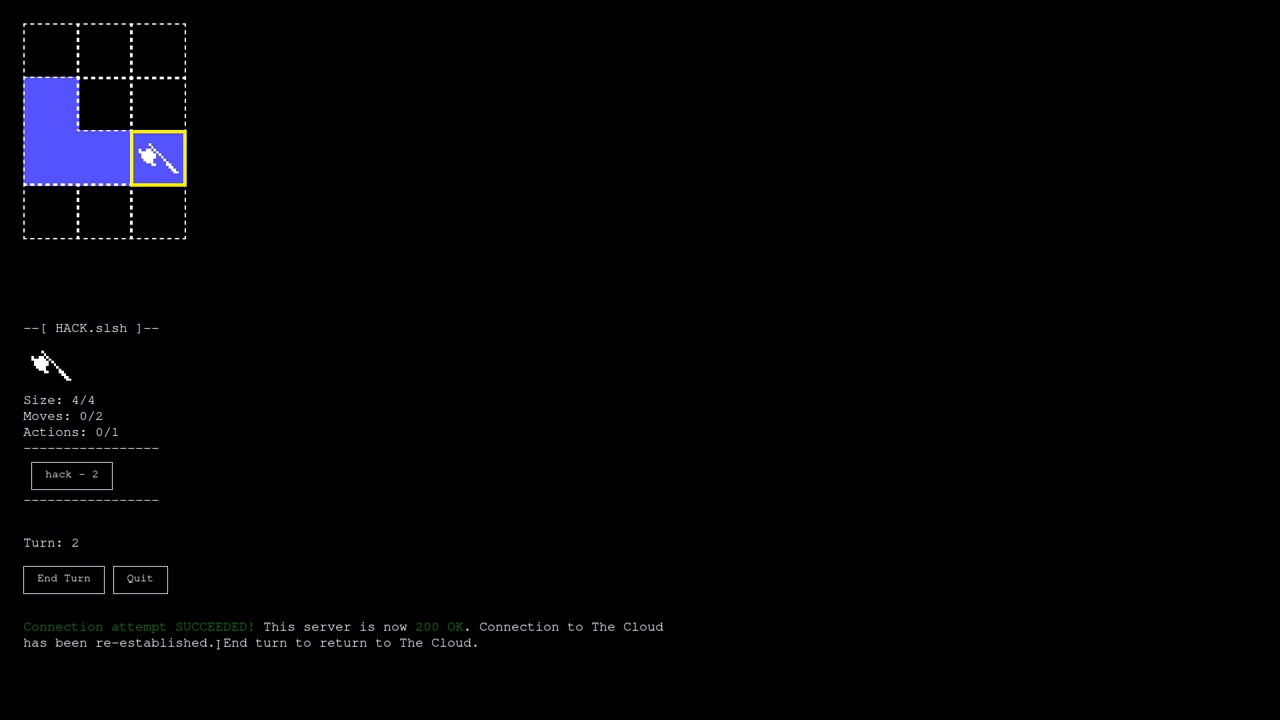 --[ HACK.slsh ]--
Size: 4/4
Moves: 0/2
Actions: 0/1
-----------------
hack - 2
-----------------
Turn: 2
End Turn Quit
Connection attempt SUCCEEDED! This server is now 200 OK. Connection to The Cloud
has been re-established. End turn to return to The Cloud.